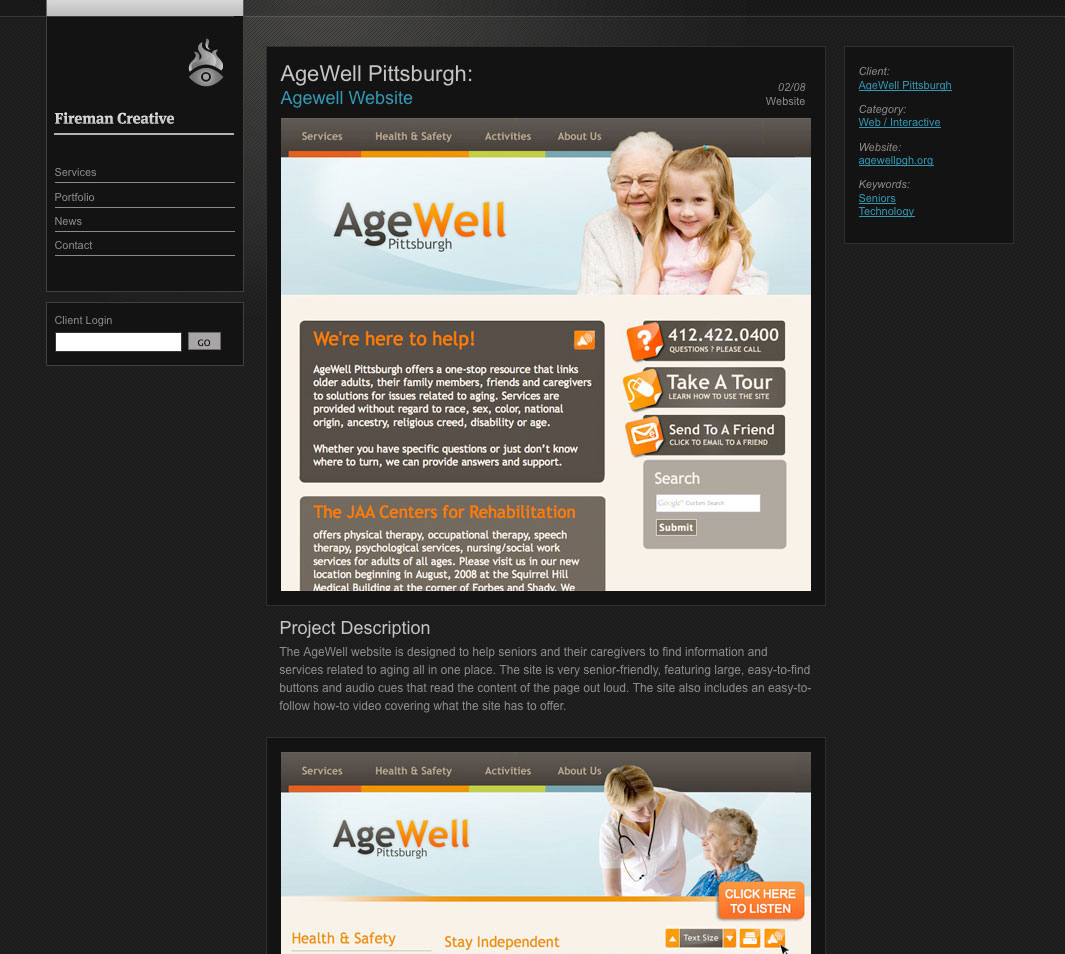 Fireman Creative
Services
Portfolio
News
Contact
Client Login
GO
AgeWell Pittsburgh:
Agewell Website
02/08
Website
Services Health & Safety Activities About Us
AgeWell
Pittsburgh
We're here to help!
AgeWell Pittsburgh offers a one-stop resource that links
older adults, their family members, friends and caregivers
to solutions for issues related to aging. Services are
provided without regard to race, sex, color, national
origin, ancestry, religious creed, disability or age.
Whether you have specific questions or just don't know
where to turn, we can provide answers and support.
The JAA Centers for Rehabilitation
offers physical therapy, occupational therapy, speech
therapy, psychological services, nursing/social work
services for adults of all ages. Please visit us in our new
location beginning in August, 2008 at the Squirrel Hill
Medical Building at the corner of Forbes and Shady. We
?
412.422.0400
QUESTIONS ? PLEASE CALL
Take A Tour
LEARN HOW TO USE THE SITE
Send To A Friend
CLICK TO EMAIL TO A FRIEND
Search
Google™ Custom Search
Submit
Project Description
The AgeWell website is designed to help seniors and their caregivers to find information and
services related to aging all in one place. The site is very senior-friendly, featuring large, easy-to-find
buttons and audio cues that read the content of the page out loud. The site also includes an easy-to-
follow how-to video covering what the site has to offer.
Services Health & Safety Activities About Us
AgeWell
Pittsburgh
CLICK HERE
TO LISTEN
Health & Safety
Stay Independent
Text Size
Client:
AgeWell Pittsburgh
Category:
Web / Interactive
Website:
agewellpgh.org
Keywords:
Seniors
Technology